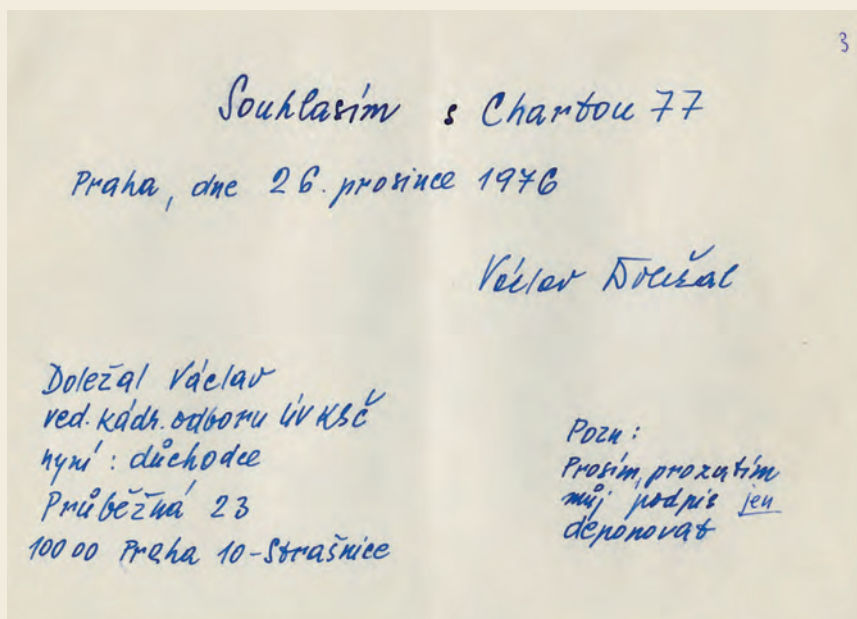 3
Souhlasím s Chartou 77
Praha, dne 26. prosince 1976
Václav Doležal
Doležal Václav
ved. kádr. odboru ÚV KSČ
nyní : důchodce
Průběžná 23
100 00 Praha 10-Strašnice
Pozn :
Prosím, prozatím
můj podpis jen
deponovat